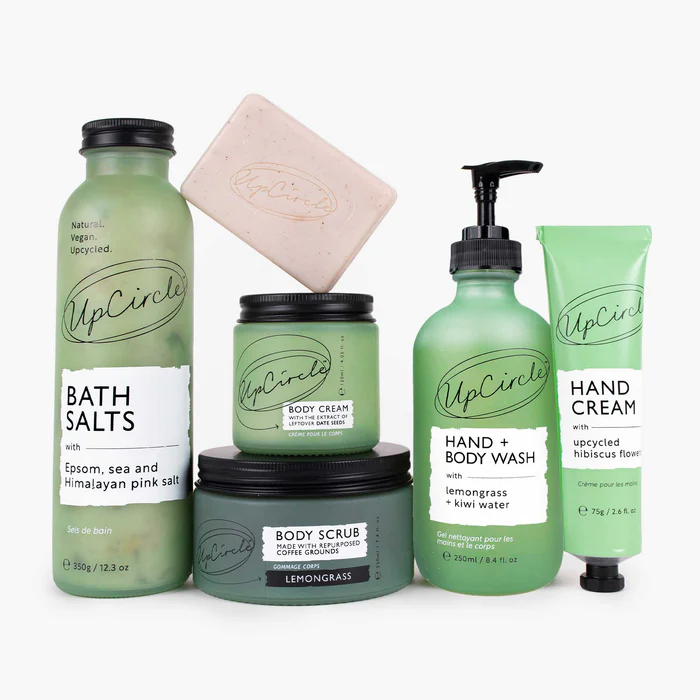 Natural.
Vegan.
Upcycled.
UpCircle
BATH
SALTS
with
Epsom, sea and
Himalayan pink salt
Sels de bain
℮ 350g / 12.3 oz
UpCircle
UpCircle
BODY CREAM
WITH THE EXTRACT OF
LEFTOVER DATE SEEDS
CRÈME POUR LE CORPS
UpCircle
BODY SCRUB
MADE WITH REPURPOSED
COFFEE GROUNDS
GOMMAGE CORPS
LEMONGRASS
UpCircle
HAND +
BODY WASH
with
lemongrass
+ kiwi water
Gel nettoyant pour les
mains et le corps
℮ 250ml / 8.4 fl. oz
UpCircle
HAND
CREAM
with
upcycled
hibiscus flowers
Crème pour les mains
℮ 75g / 2.6 fl. oz